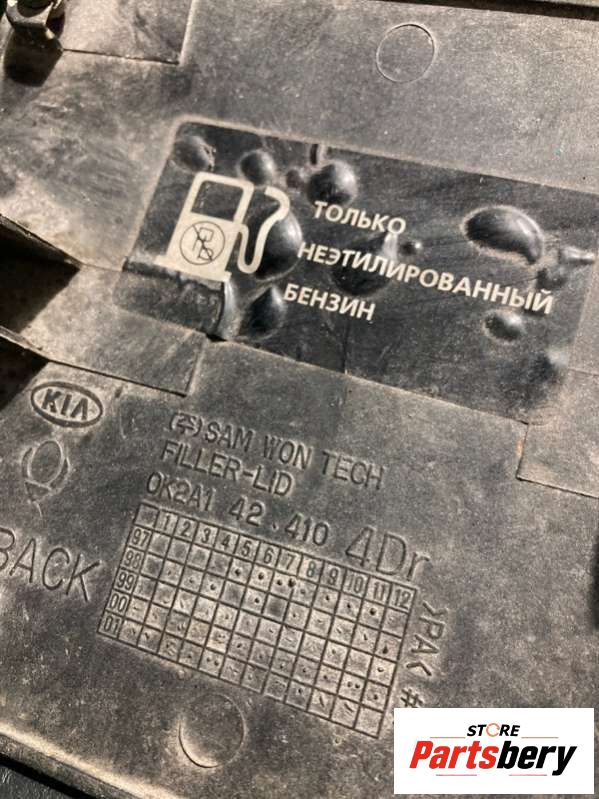 ТОЛЬКО
НЕЭТИЛИРОВАННЫЙ
БЕНЗИН
KIA
SAM WON TECH
FILLER-LID
0K2A1 42 410 4Dr
BACK
1 2 3 4 5 6 7 8 9 10 11 12
97
98
99
00
01
>PA<
#
STORE
Partsbery